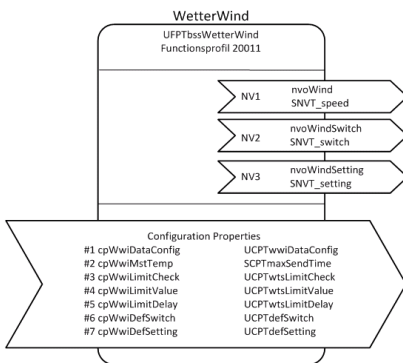 WetterWind
UFPTbssWetterWind
Functionsprofil 20011
NV1 nvoWind
SNVT_speed
NV2 nvoWindSwitch
SNVT_switch
NV3 nvoWindSetting
SNVT_setting
Configuration Properties
#1 cpWwiDataConfig UCPTwwiDataConfig
#2 cpWwiMstTemp SCPTmaxSendTime
#3 cpWwiLimitCheck UCPTwtsLimitCheck
#4 cpWwiLimitValue UCPTwtsLimitValue
#5 cpWwiLimitDelay UCPTwtsLimitDelay
#6 cpWwiDefSwitch UCPTdefSwitch
#7 cpWwiDefSetting UCPTdefSetting